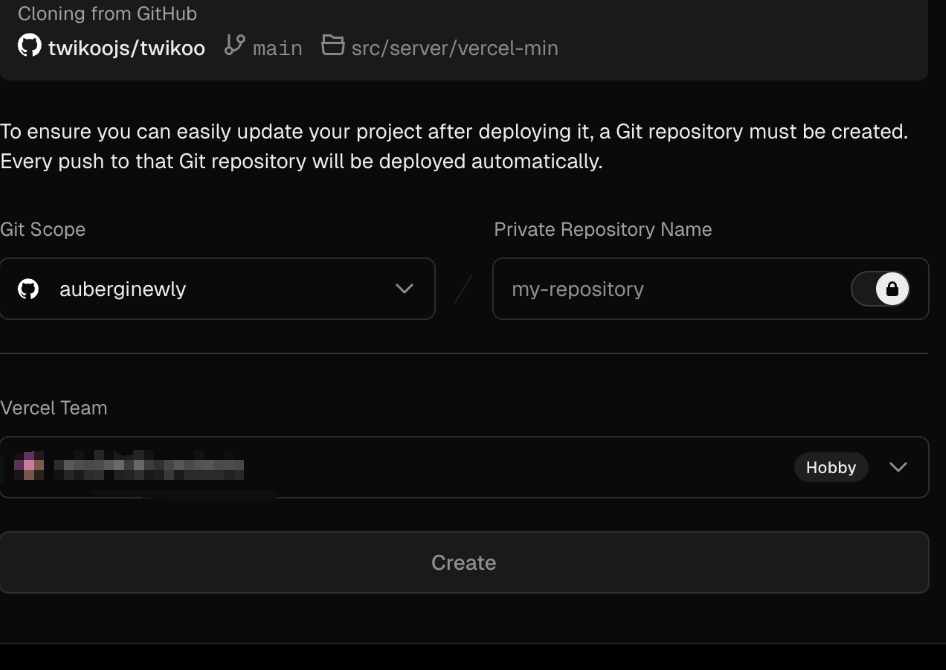 Cloning from GitHub
twikoojs/twikoo main src/server/vercel-min
To ensure you can easily update your project after deploying it, a Git repository must be created.
Every push to that Git repository will be deployed automatically.
Git Scope
Private Repository Name
auberginewly
/
my-repository
Vercel Team
Hobby
Create